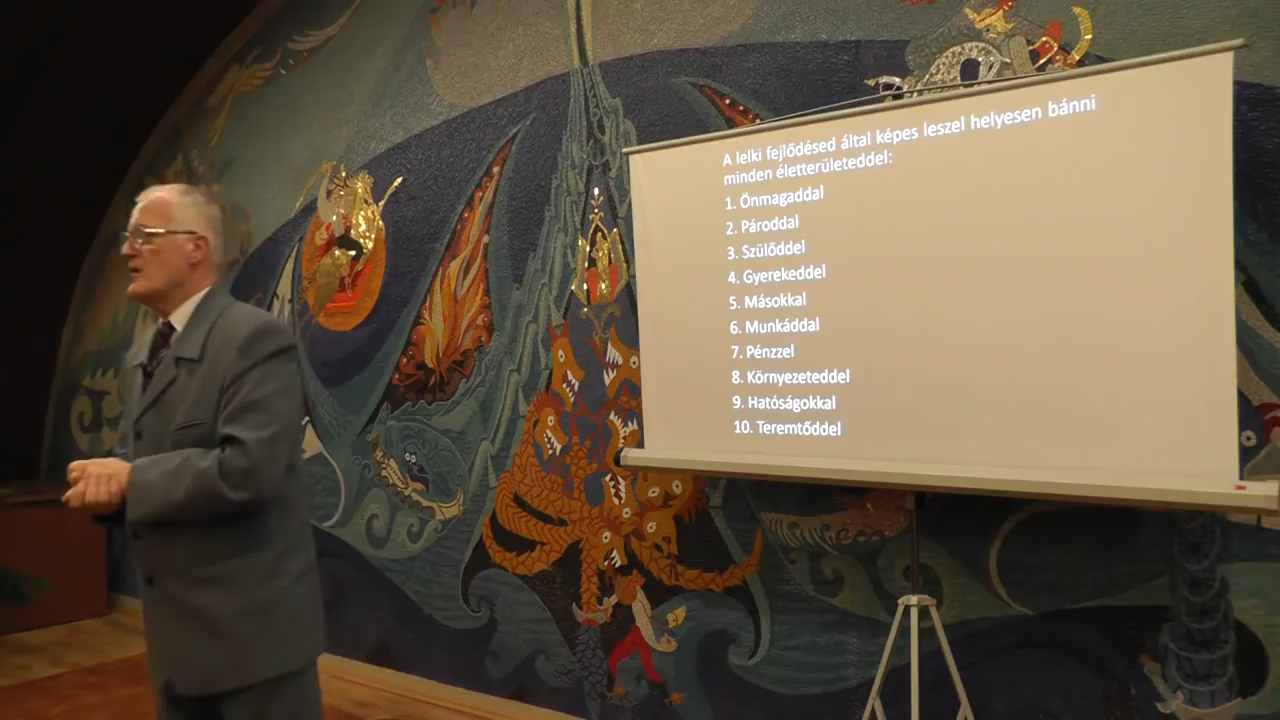 A lelki fejlődésed által képes leszel helyesen bánni
minden életterületeddel:
1. Önmagaddal
2. Pároddal
3. Szülőddel
4. Gyerekeddel
5. Másokkal
6. Munkáddal
7. Pénzzel
8. Környezeteddel
9. Hatóságokkal
10. Teremtőddel